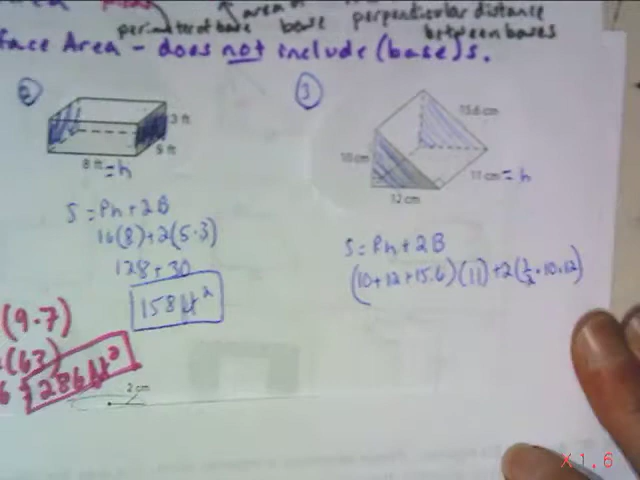 area of
perimeter of base base perpendicular distance
between bases
face Area - does not include (base)s.
②
3 ft
5 ft
8 ft = h
S = Ph + 2B
16(8) + 2(5·3)
128 + 30
158 ft²
③
15.6 cm
10 cm
11 cm = h
12 cm
S = Ph + 2B
(10+12+15.6)(11) + 2(½·10·12)
(9·7)
(63)
286 ft²
2 cm
x1.6